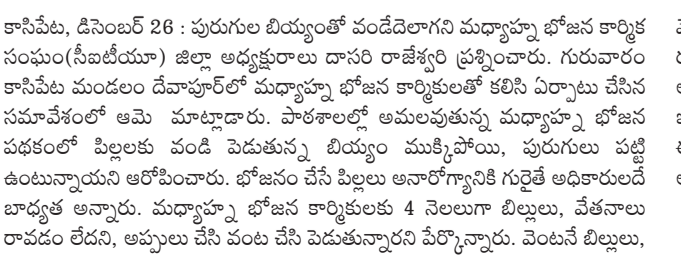 కాసిపేట, డిసెంబర్ 26 : పురుగుల బియ్యంతో వండేదెలాగని మధ్యాహ్న భోజన కార్మిక
సంఘం(సీఐటీయూ) జిల్లా అధ్యక్షురాలు దాసరి రాజేశ్వరి ప్రశ్నించారు. గురువారం
కాసిపేట మండలం దేవాపూర్‌లో మధ్యాహ్న భోజన కార్మికులతో కలిసి ఏర్పాటు చేసిన
సమావేశంలో ఆమె మాట్లాడారు. పాఠశాలల్లో అమలవుతున్న మధ్యాహ్న భోజన
పథకంలో పిల్లలకు వండి పెడుతున్న బియ్యం ముక్కిపోయి, పురుగులు పట్టి
ఉంటున్నాయని ఆరోపించారు. భోజనం చేసే పిల్లలు అనారోగ్యానికి గురైతే అధికారులదే
బాధ్యత అన్నారు. మధ్యాహ్న భోజన కార్మికులకు 4 నెలలుగా బిల్లులు, వేతనాలు
రావడం లేదని, అప్పులు చేసి వంట చేసి పెడుతున్నారని పేర్కొన్నారు. వెంటనే బిల్లులు,